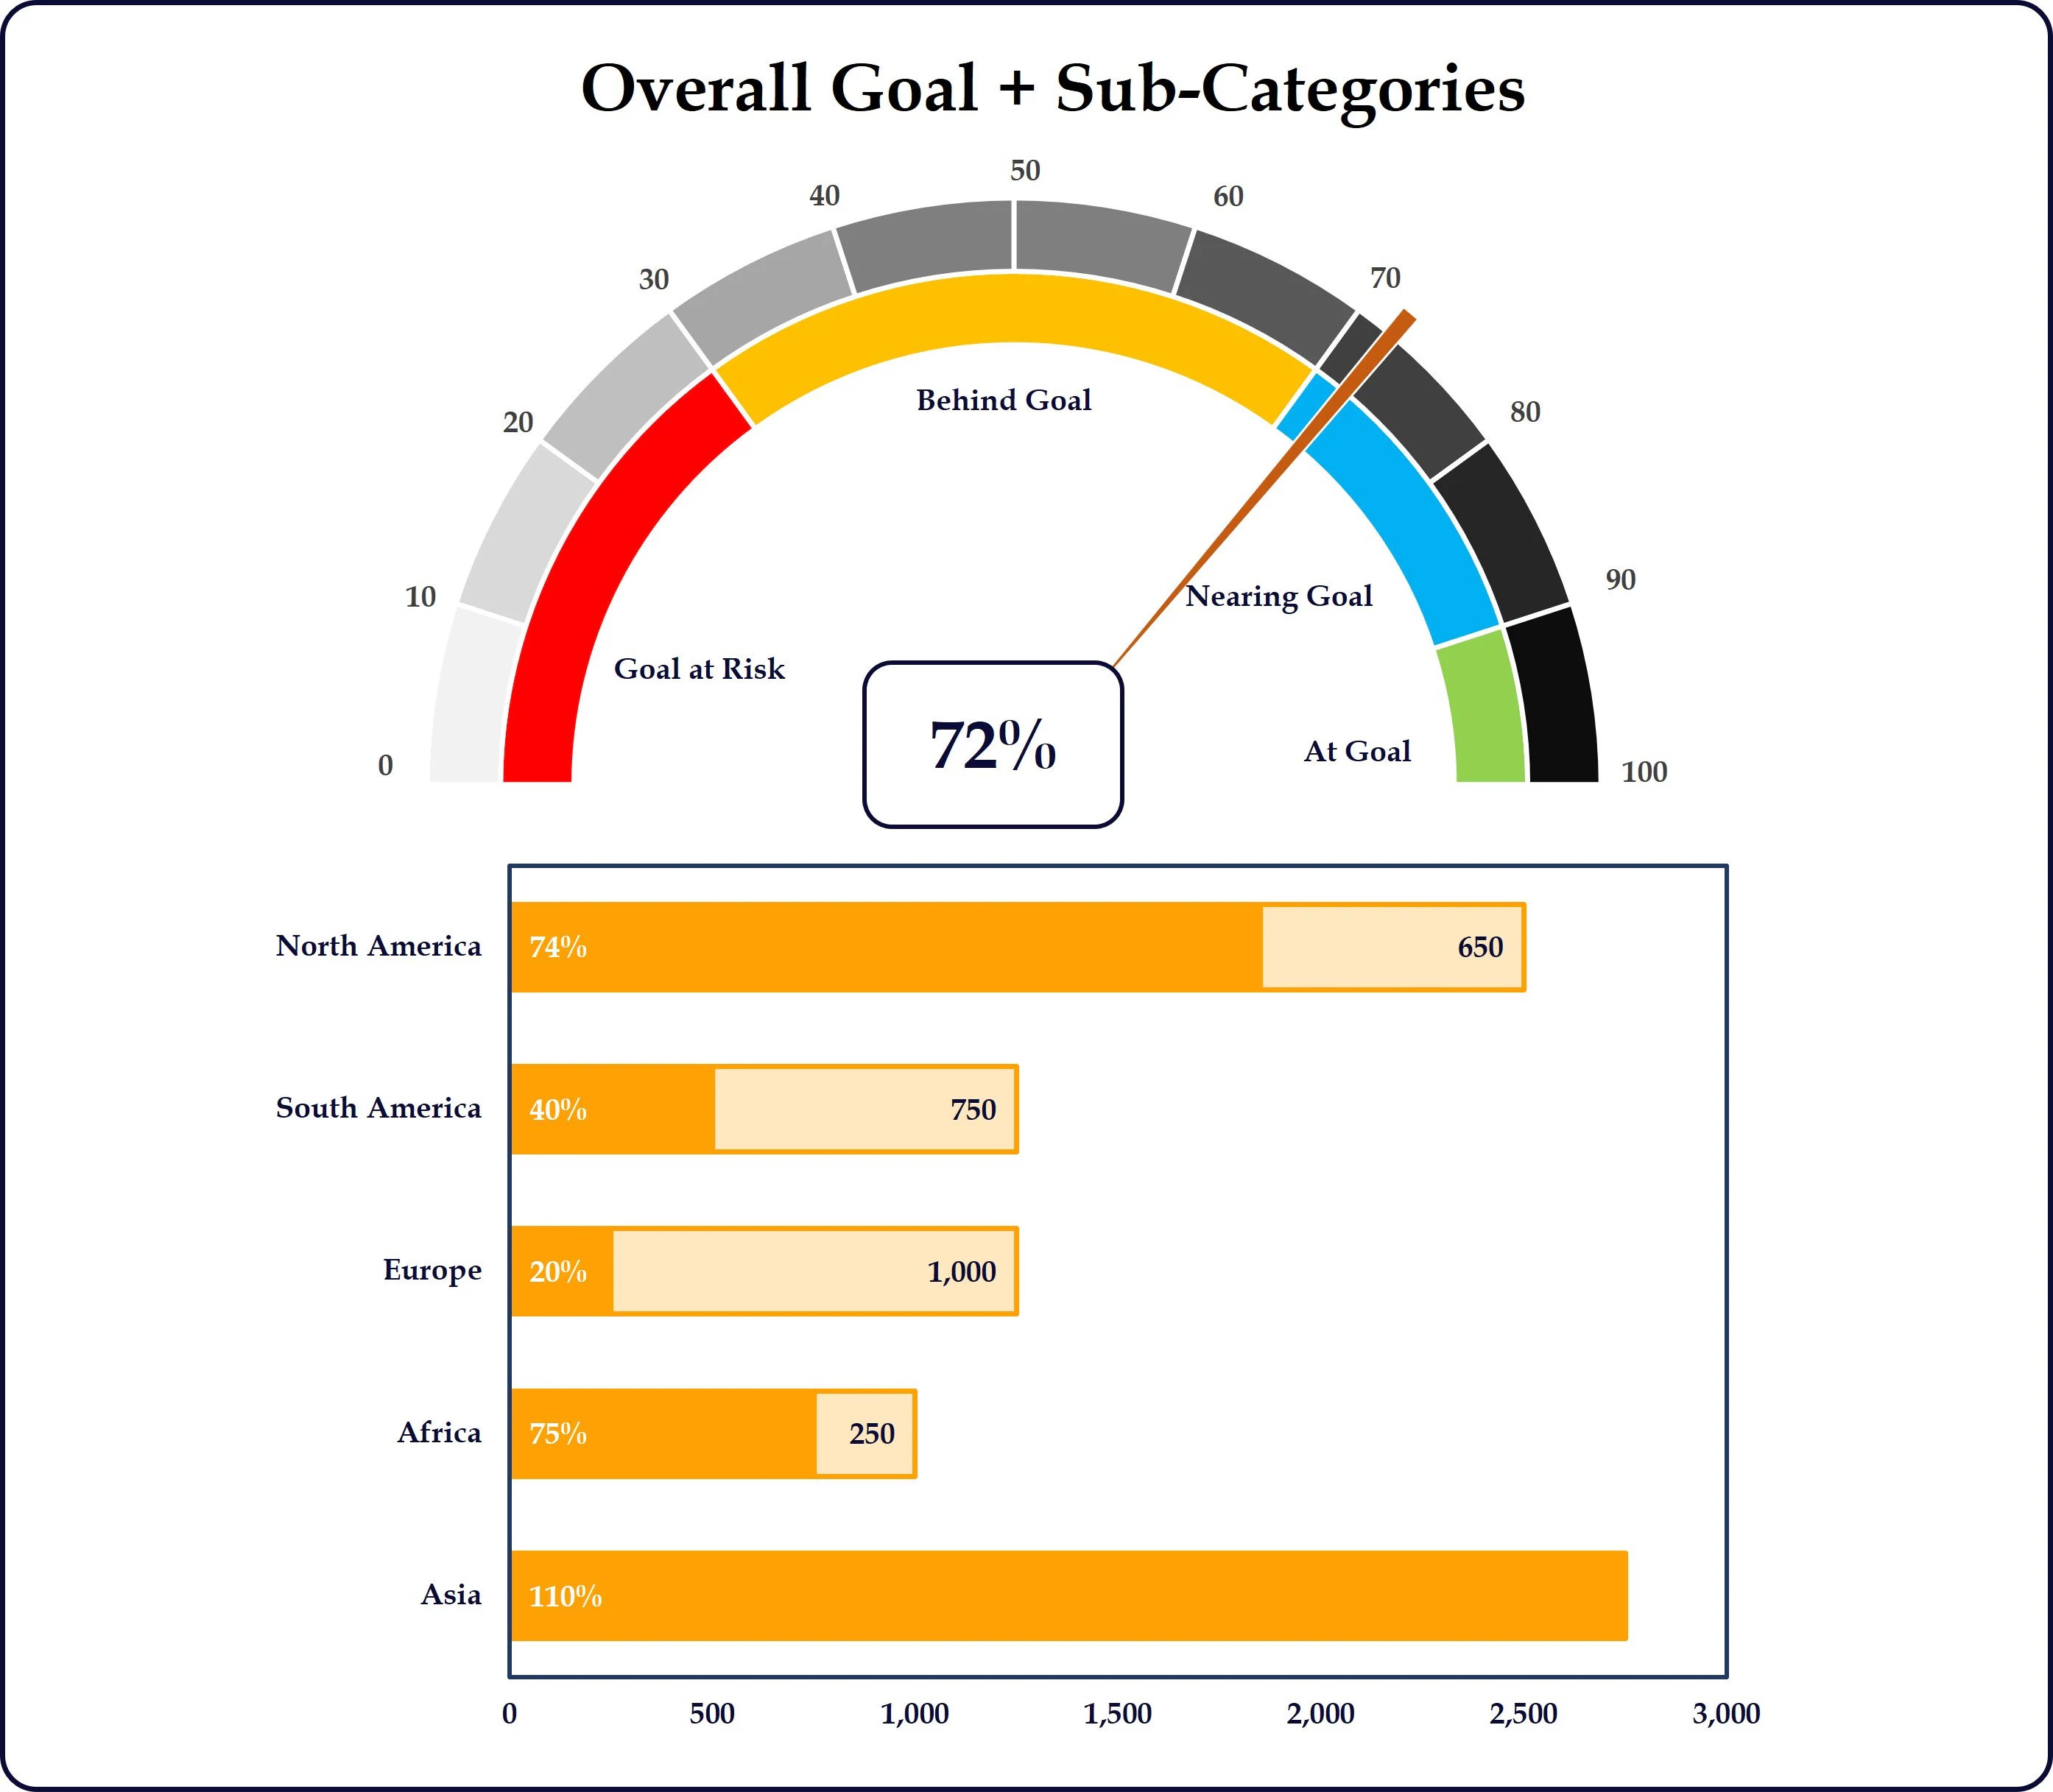 Overall Goal + Sub-Categories
50
40
60
30
70
20
80
10
90
0
100
Behind Goal
Nearing Goal
Goal at Risk
At Goal
72%
North America
74%
650
South America
40%
750
Europe
20%
1,000
Africa
75%
250
Asia
110%
0 500 1,000 1,500 2,000 2,500 3,000